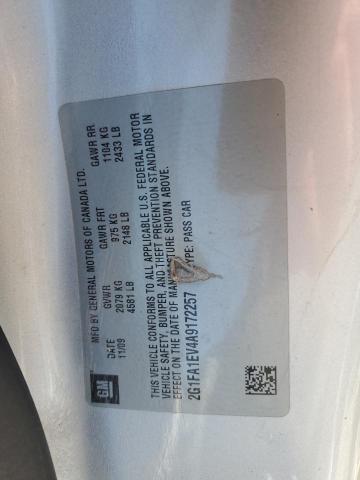 GM
MFD BY GENERAL MOTORS OF CANADA LTD.
DATE GVWR GAWR FRT GAWR RR
11/09 2079 KG 975 KG 1104 KG
4581 LB 2148 LB 2433 LB
THIS VEHICLE CONFORMS TO ALL APPLICABLE U.S. FEDERAL MOTOR
VEHICLE SAFETY, BUMPER, AND THEFT PREVENTION STANDARDS IN
EFFECT ON THE DATE OF MANUFACTURE SHOWN ABOVE.
2G1FA1EV4A9172257 TYPE: PASS CAR